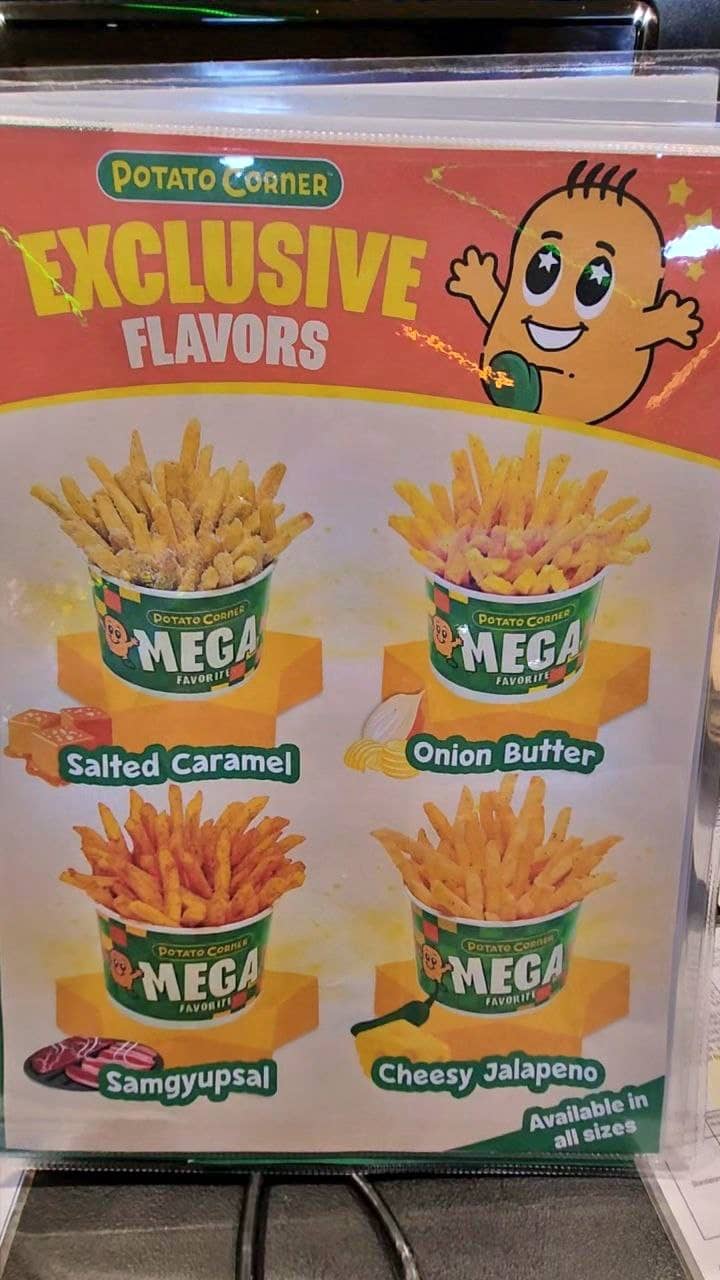 POTATO CORNER
EXCLUSIVE
FLAVORS
POTATO CORNER
MEGA
FAVORITE
Salted Caramel
POTATO CORNER
MEGA
FAVORITE
Onion Butter
POTATO CORNER
MEGA
FAVORITE
Samgyupsal
POTATO CORNER
MEGA
FAVORITE
Cheesy Jalapeno
Available in
all sizes